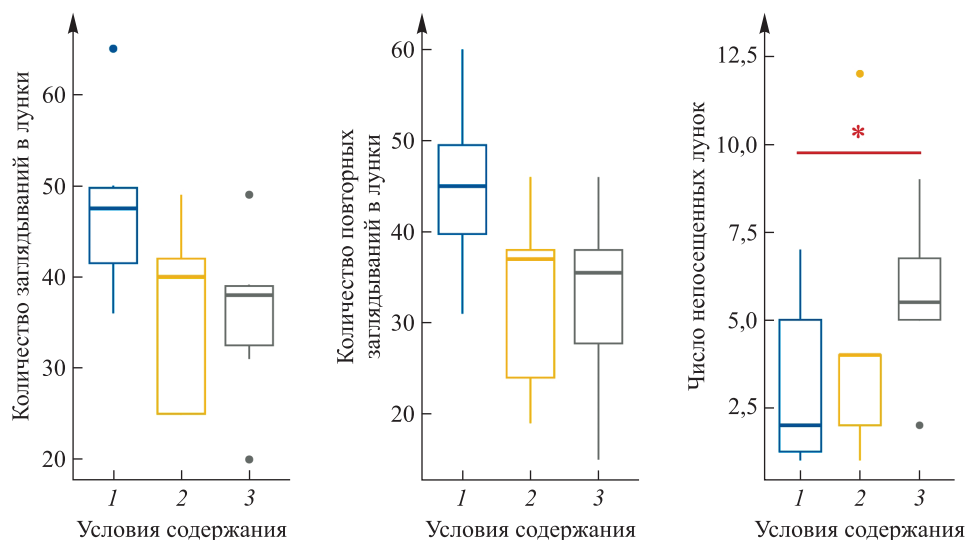 Количество заглядываний в лунки
60
50
40
30
20
1 2 3
Условия содержания
Количество повторных
заглядываний в лунки
60
50
40
30
20
1 2 3
Условия содержания
Число непосещенных лунок
12,5
10,0
7,5
5,0
2,5
*
1 2 3
Условия содержания